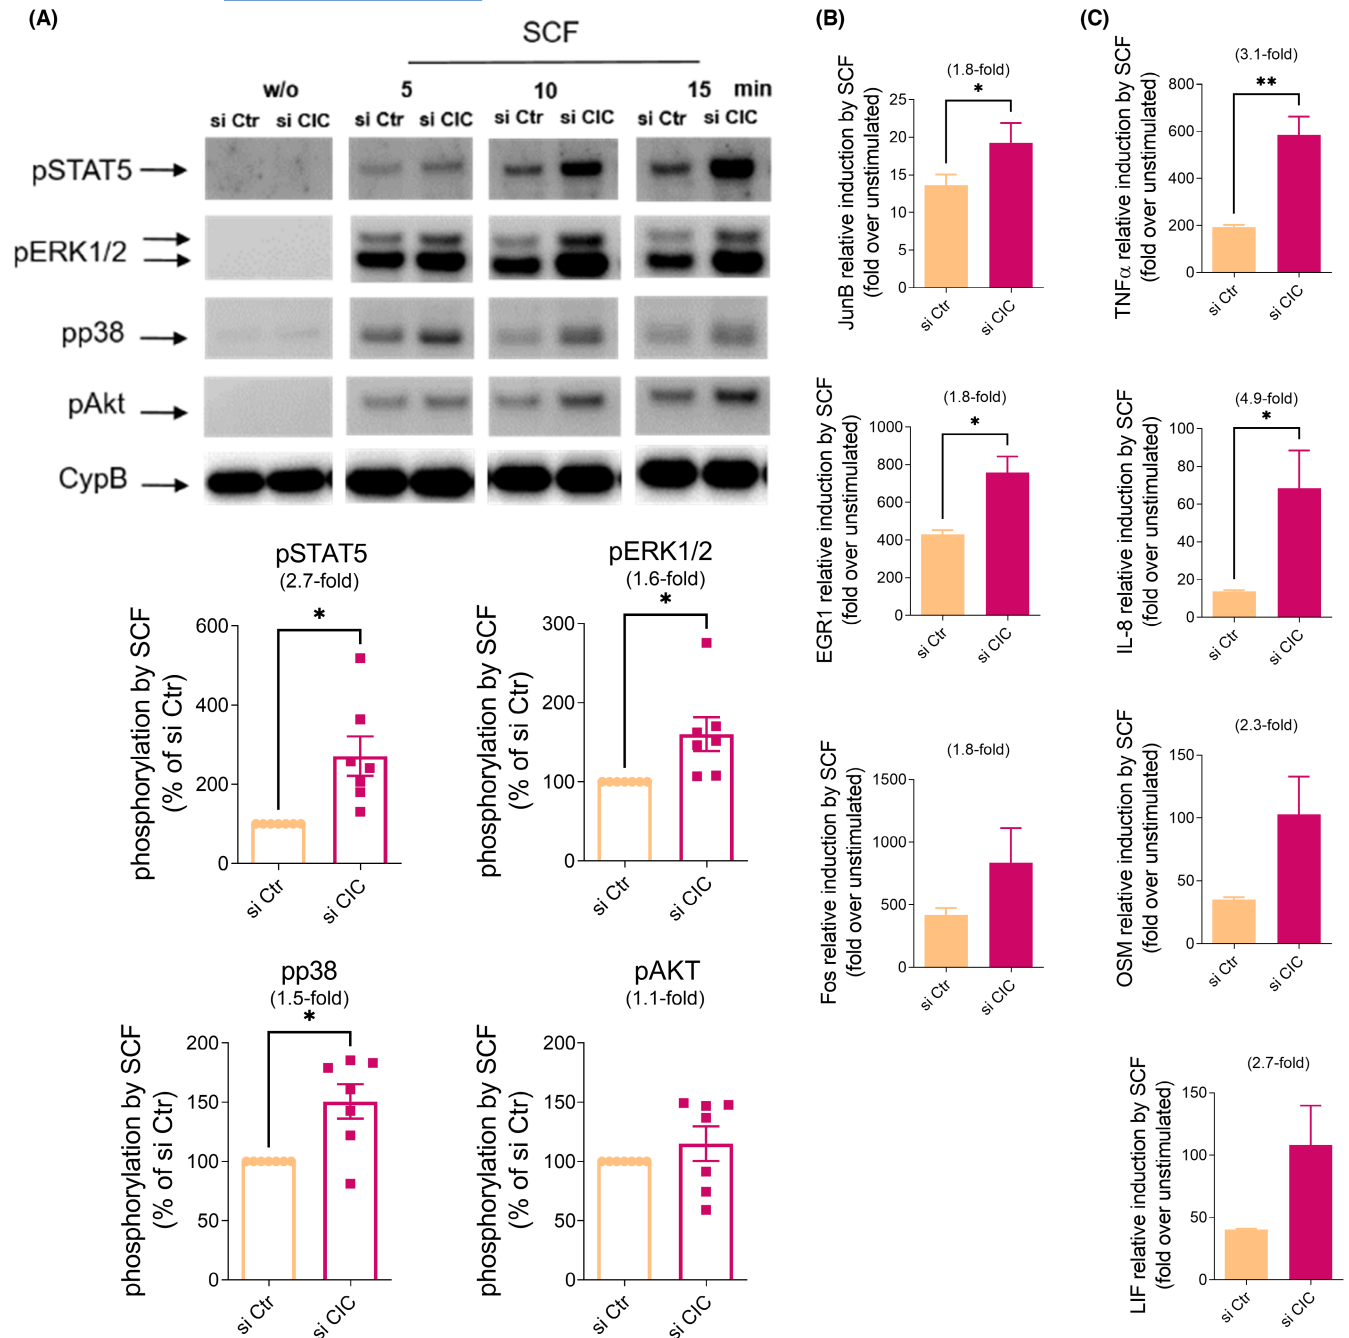 (A)
SCF
w/o
5
10
15 min
si Ctr si CIC
si Ctr si CIC
si Ctr si CIC
si Ctr si CIC
pSTAT5
pERK1/2
pp38
pAkt
CypB
pSTAT5
(2.7-fold)
*
phosphorylation by SCF
(% of si Ctr)
600
400
200
0
si Ctr
si CIC
pERK1/2
(1.6-fold)
*
phosphorylation by SCF
(% of si Ctr)
300
200
100
0
si Ctr
si CIC
pp38
(1.5-fold)
*
phosphorylation by SCF
(% of si Ctr)
200
150
100
50
0
si Ctr
si CIC
pAKT
(1.1-fold)
phosphorylation by SCF
(% of si Ctr)
200
150
100
50
0
si Ctr
si CIC
(B)
(1.8-fold)
*
JunB relative induction by SCF
(fold over unstimulated)
25
20
15
10
5
0
si Ctr
si CIC
(1.8-fold)
*
EGR1 relative induction by SCF
(fold over unstimulated)
1000
800
600
400
200
0
si Ctr
si CIC
(1.8-fold)
Fos relative induction by SCF
(fold over unstimulated)
1500
1000
500
0
si Ctr
si CIC
(C)
(3.1-fold)
**
TNFα relative induction by SCF
(fold over unstimulated)
800
600
400
200
0
si Ctr
si CIC
(4.9-fold)
*
IL-8 relative induction by SCF
(fold over unstimulated)
100
80
60
40
20
0
si Ctr
si CIC
(2.3-fold)
OSM relative induction by SCF
(fold over unstimulated)
150
100
50
0
si Ctr
si CIC
(2.7-fold)
LIF relative induction by SCF
(fold over unstimulated)
150
100
50
0
si Ctr
si CIC